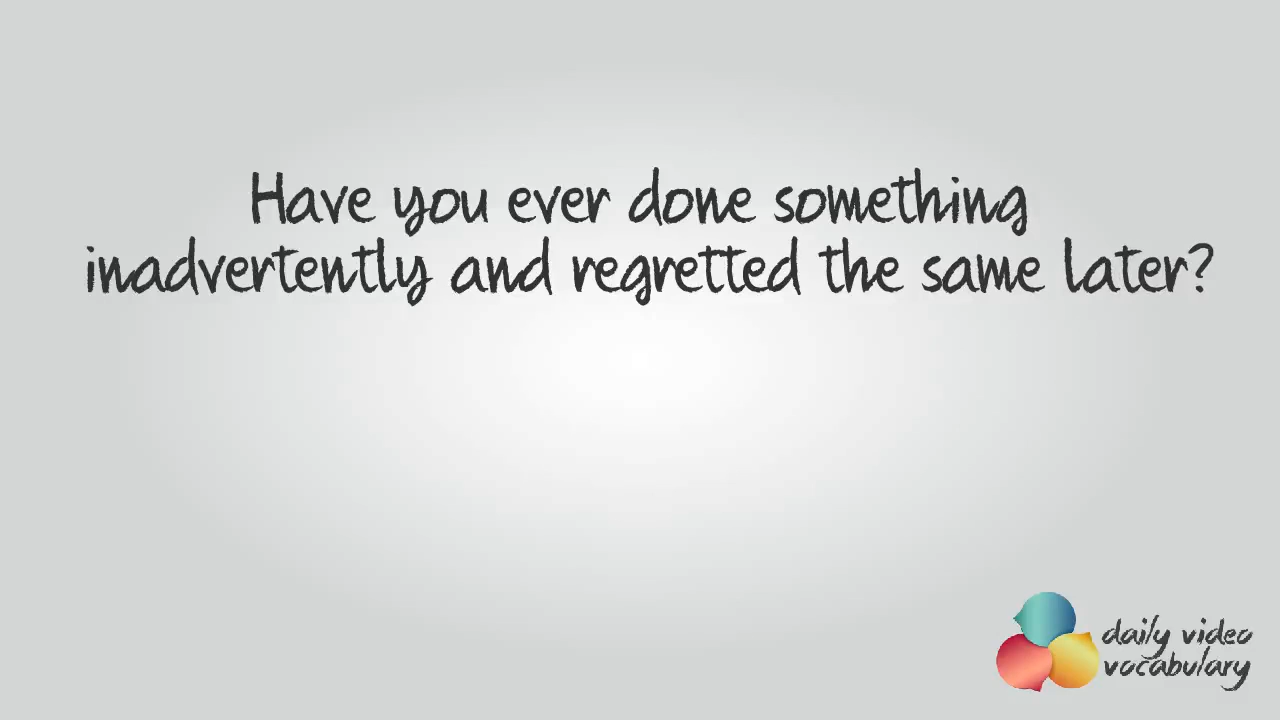 Have you ever done something
inadvertently and regretted the same later?
daily video
vocabulary